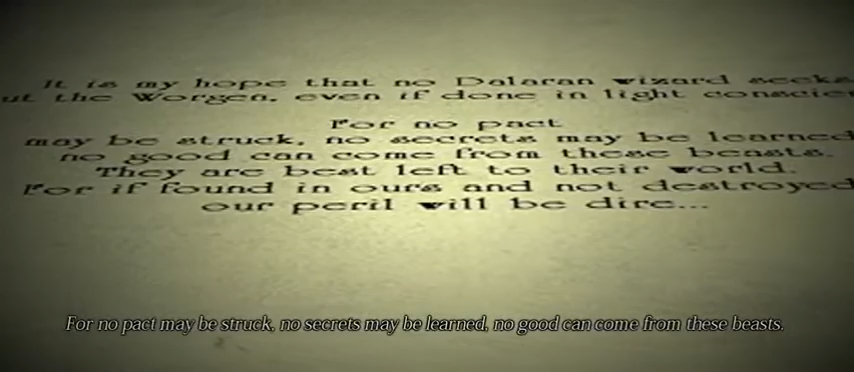 It is my hope that no Dalaran wizard seeks
ut the Worgen, even if done in light conscien
For no pact
may be struck, no secrets may be learned
no good can come from these beasts.
They are best left to their world.
For if found in ours and not destroyed
our peril will be dire...
For no pact may be struck, no secrets may be learned, no good can come from these beasts.